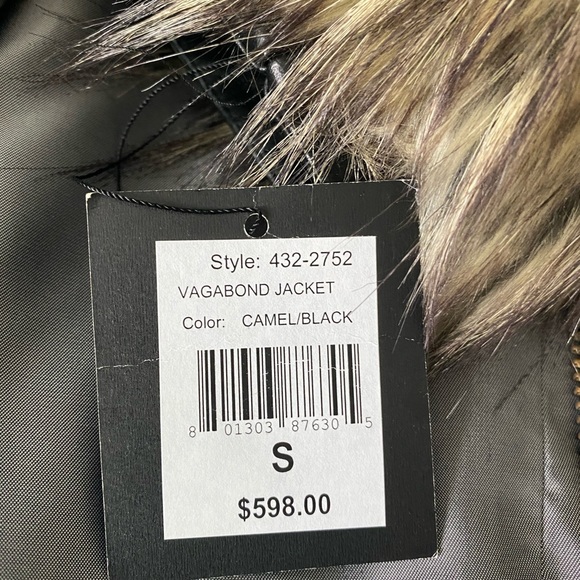 Style: 432-2752
VAGABOND JACKET
Color: CAMEL/BLACK
8 01303 87630 5
S
$598.00